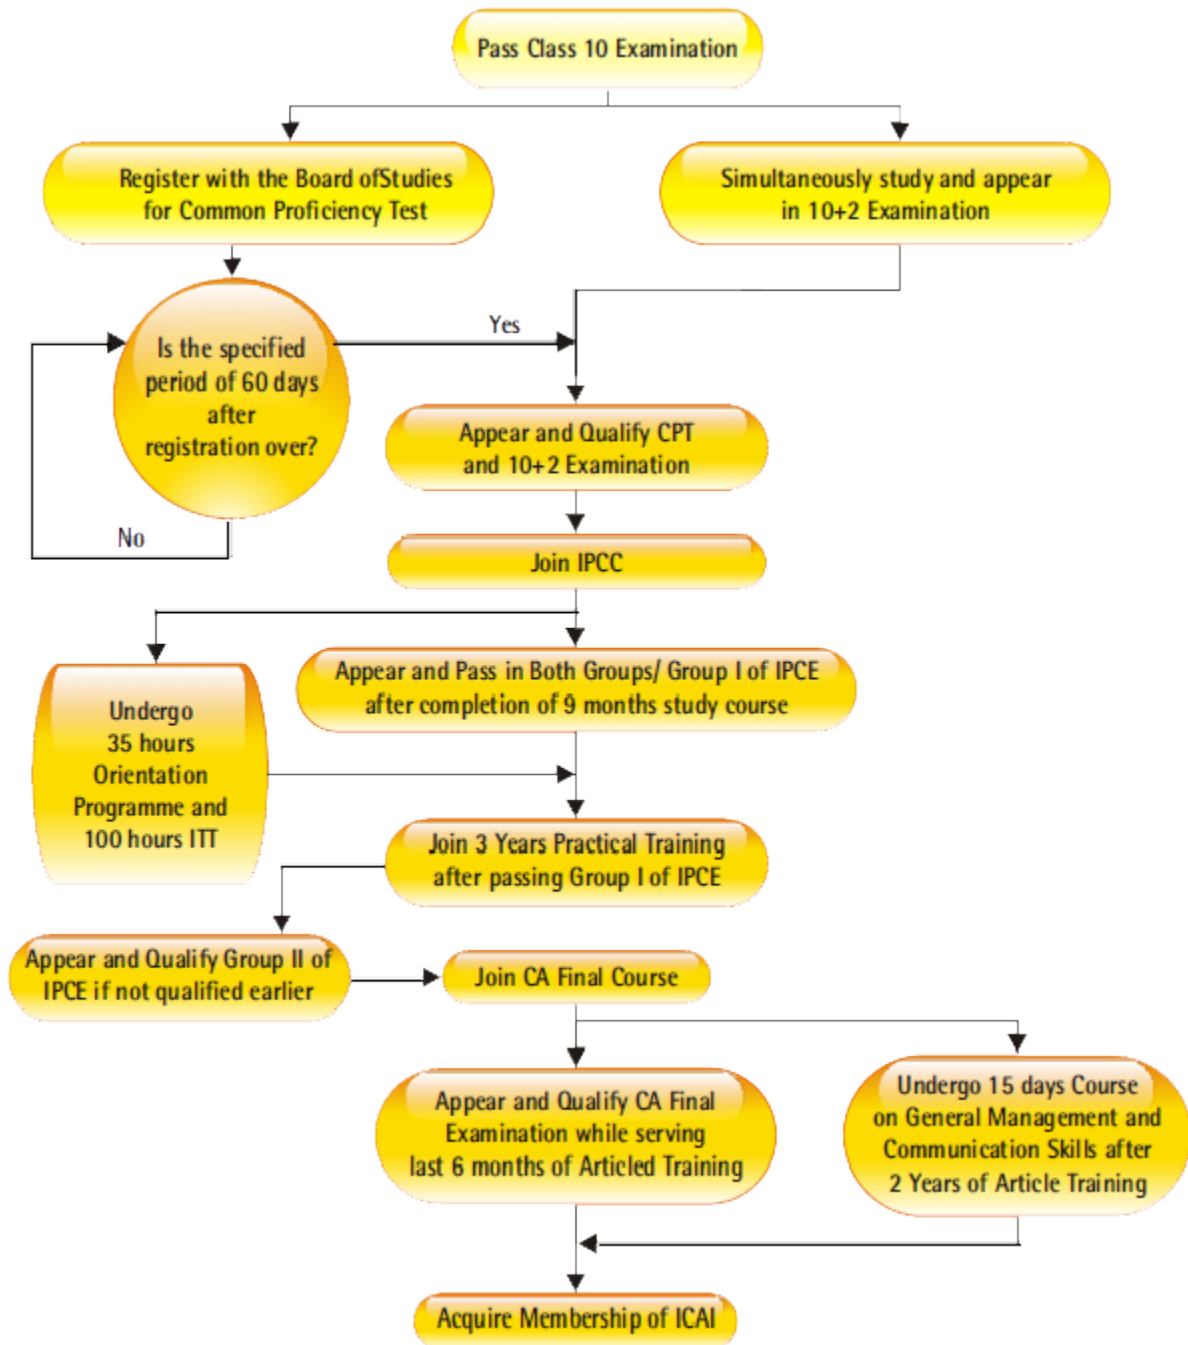 Pass Class 10 Examination
Register with the Board ofStudies
for Common Proficiency Test
Simultaneously study and appear
in 10+2 Examination
Is the specified
period of 60 days
after
registration over?
Yes
No
Appear and Qualify CPT
and 10+2 Examination
Join IPCC
Undergo
35 hours
Orientation
Programme and
100 hours ITT
Appear and Pass in Both Groups/ Group I of IPCE
after completion of 9 months study course
Join 3 Years Practical Training
after passing Group I of IPCE
Appear and Qualify Group II of
IPCE if not qualified earlier
Join CA Final Course
Appear and Qualify CA Final
Examination while serving
last 6 months of Articled Training
Undergo 15 days Course
on General Management and
Communication Skills after
2 Years of Article Training
Acquire Membership of ICAI